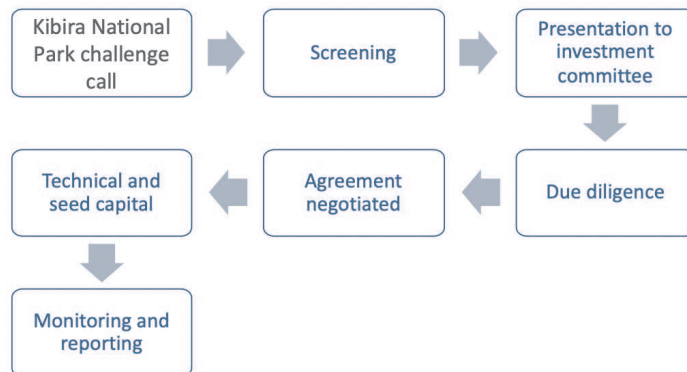 Kibira National
Park challenge
call
Screening
Presentation to
investment
committee
Technical and
seed capital
Agreement
negotiated
Due diligence
Monitoring and
reporting